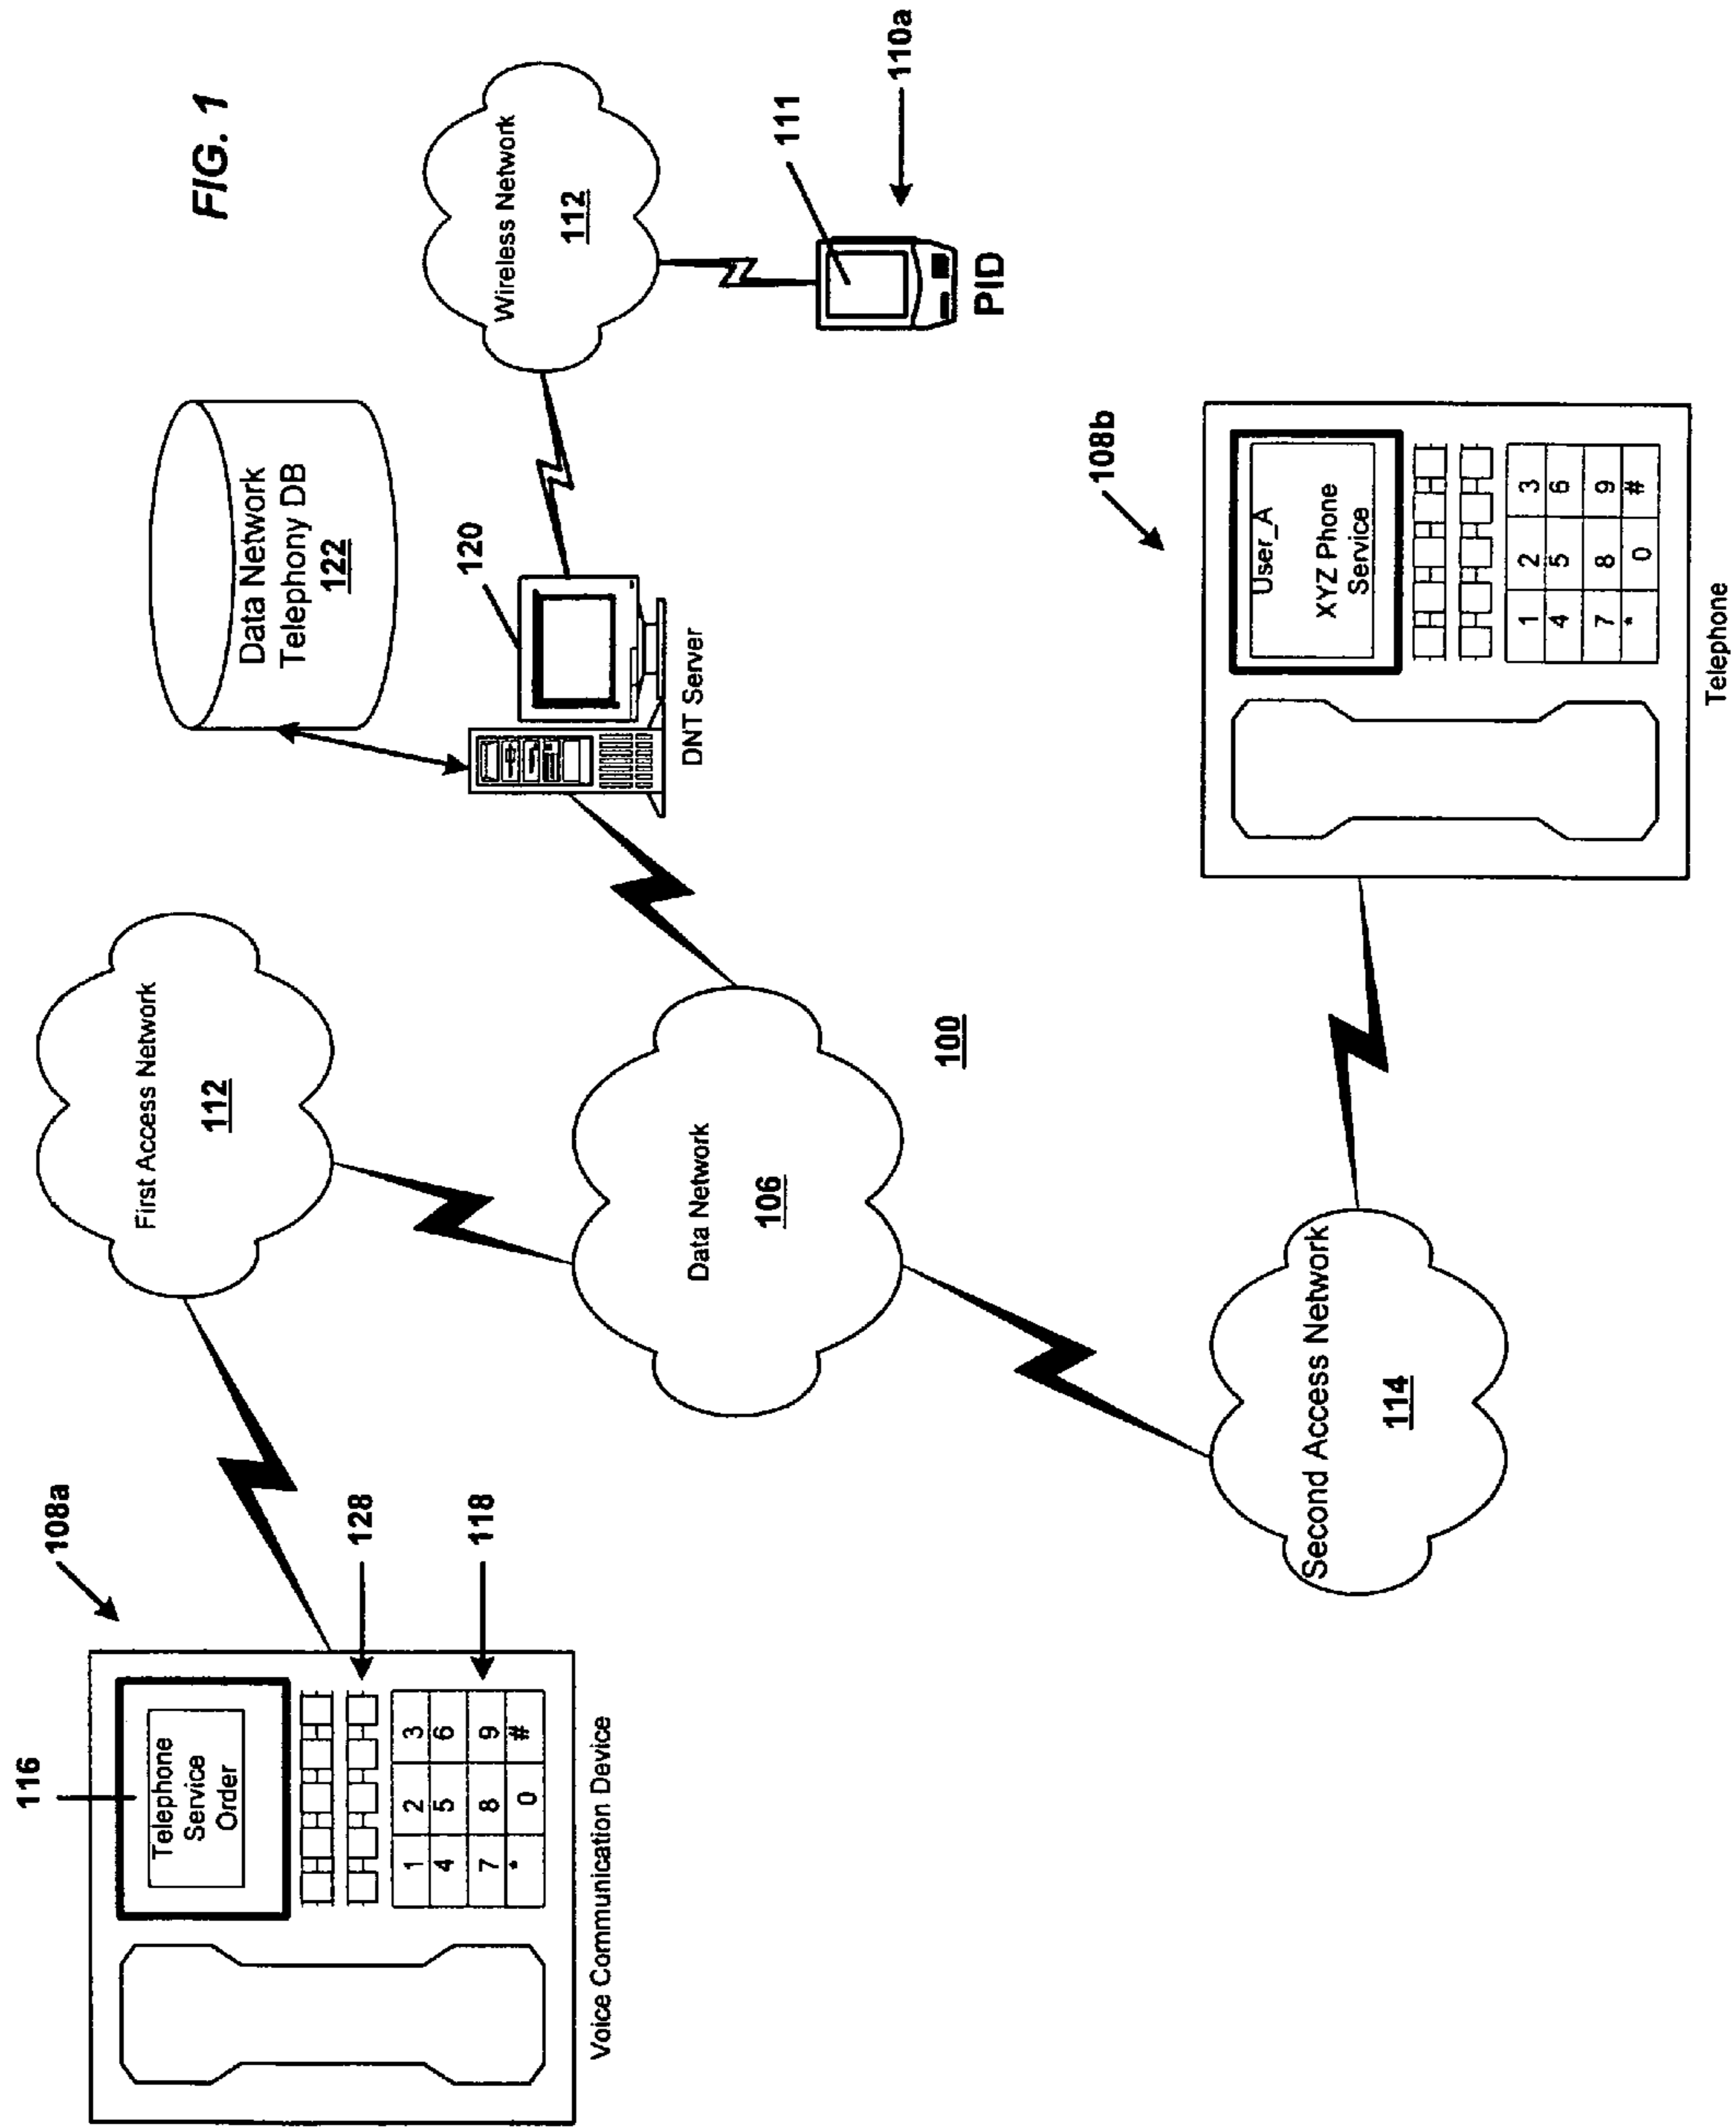 FIG. 1
116
108a
Telephone
Service
Order
128
118
1 2 3
4 5 6
7 8 9
* 0 #
Voice Communication Device
First Access Network
112
Data Network
Telephony DB
122
120
DNT Server
Wireless Network
112
111
110a
PID
Data Network
106
100
Second Access Network
114
108b
User_A
XYZ Phone
Service
1 2 3
4 5 6
7 8 9
* 0 #
Telephone